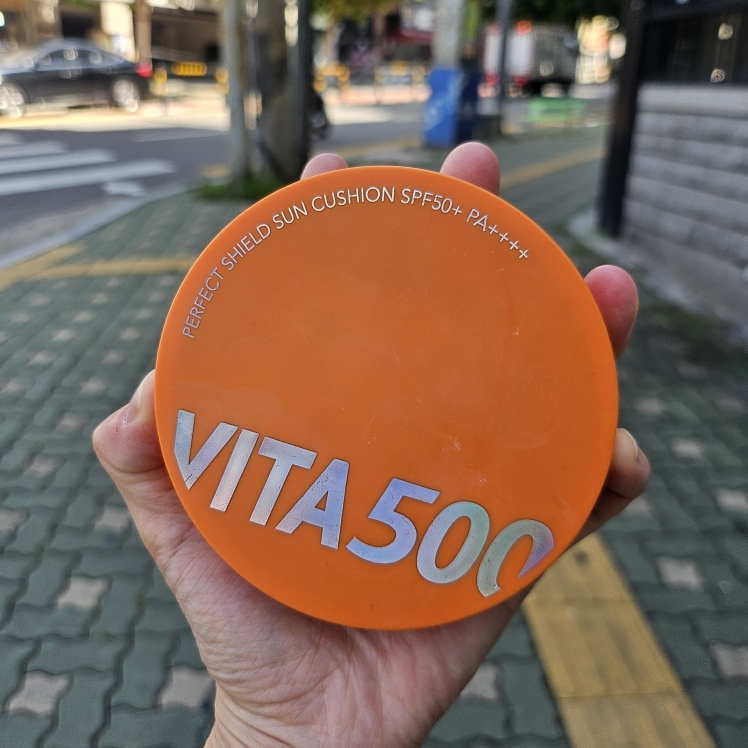 PERFECT SHIELD SUN CUSHION SPF50+ PA++++
VITA500